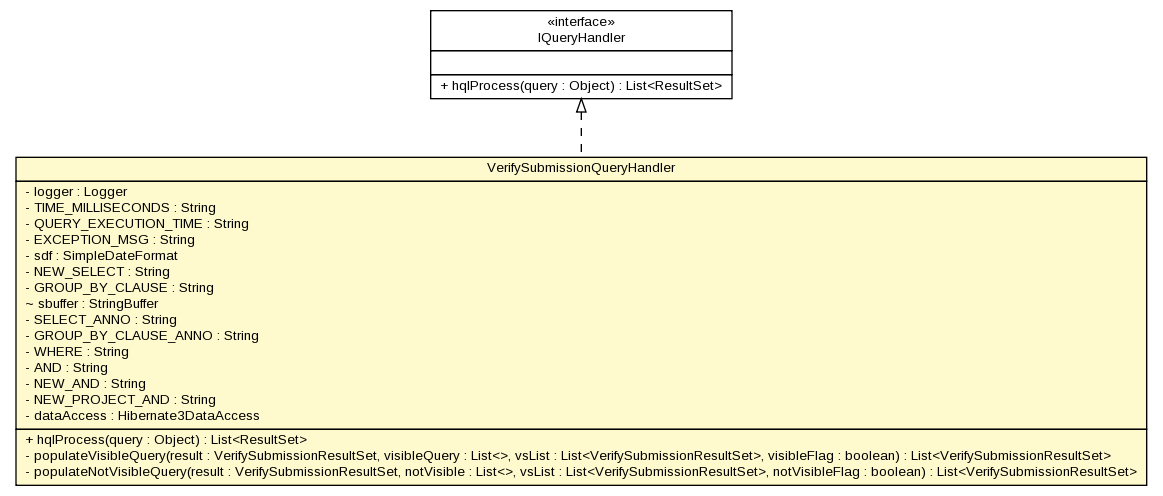 «interface»
IQueryHandler
+ hqlProcess(query : Object) : List<ResultSet>
VerifySubmissionQueryHandler
- logger : Logger
- TIME_MILLISECONDS : String
- QUERY_EXECUTION_TIME : String
- EXCEPTION_MSG : String
- sdf : SimpleDateFormat
- NEW_SELECT : String
- GROUP_BY_CLAUSE : String
~ sbuffer : StringBuffer
- SELECT_ANNO : String
- GROUP_BY_CLAUSE_ANNO : String
- WHERE : String
- AND : String
- NEW_AND : String
- NEW_PROJECT_AND : String
- dataAccess : Hibernate3DataAccess
+ hqlProcess(query : Object) : List<ResultSet>
- populateVisibleQuery(result : VerifySubmissionResultSet, visibleQuery : List<>, vsList : List<VerifySubmissionResultSet>, visibleFlag : boolean) : List<VerifySubmissionResultSet>
- populateNotVisibleQuery(result : VerifySubmissionResultSet, notVisible : List<>, vsList : List<VerifySubmissionResultSet>, notVisibleFlag : boolean) : List<VerifySubmissionResultSet>